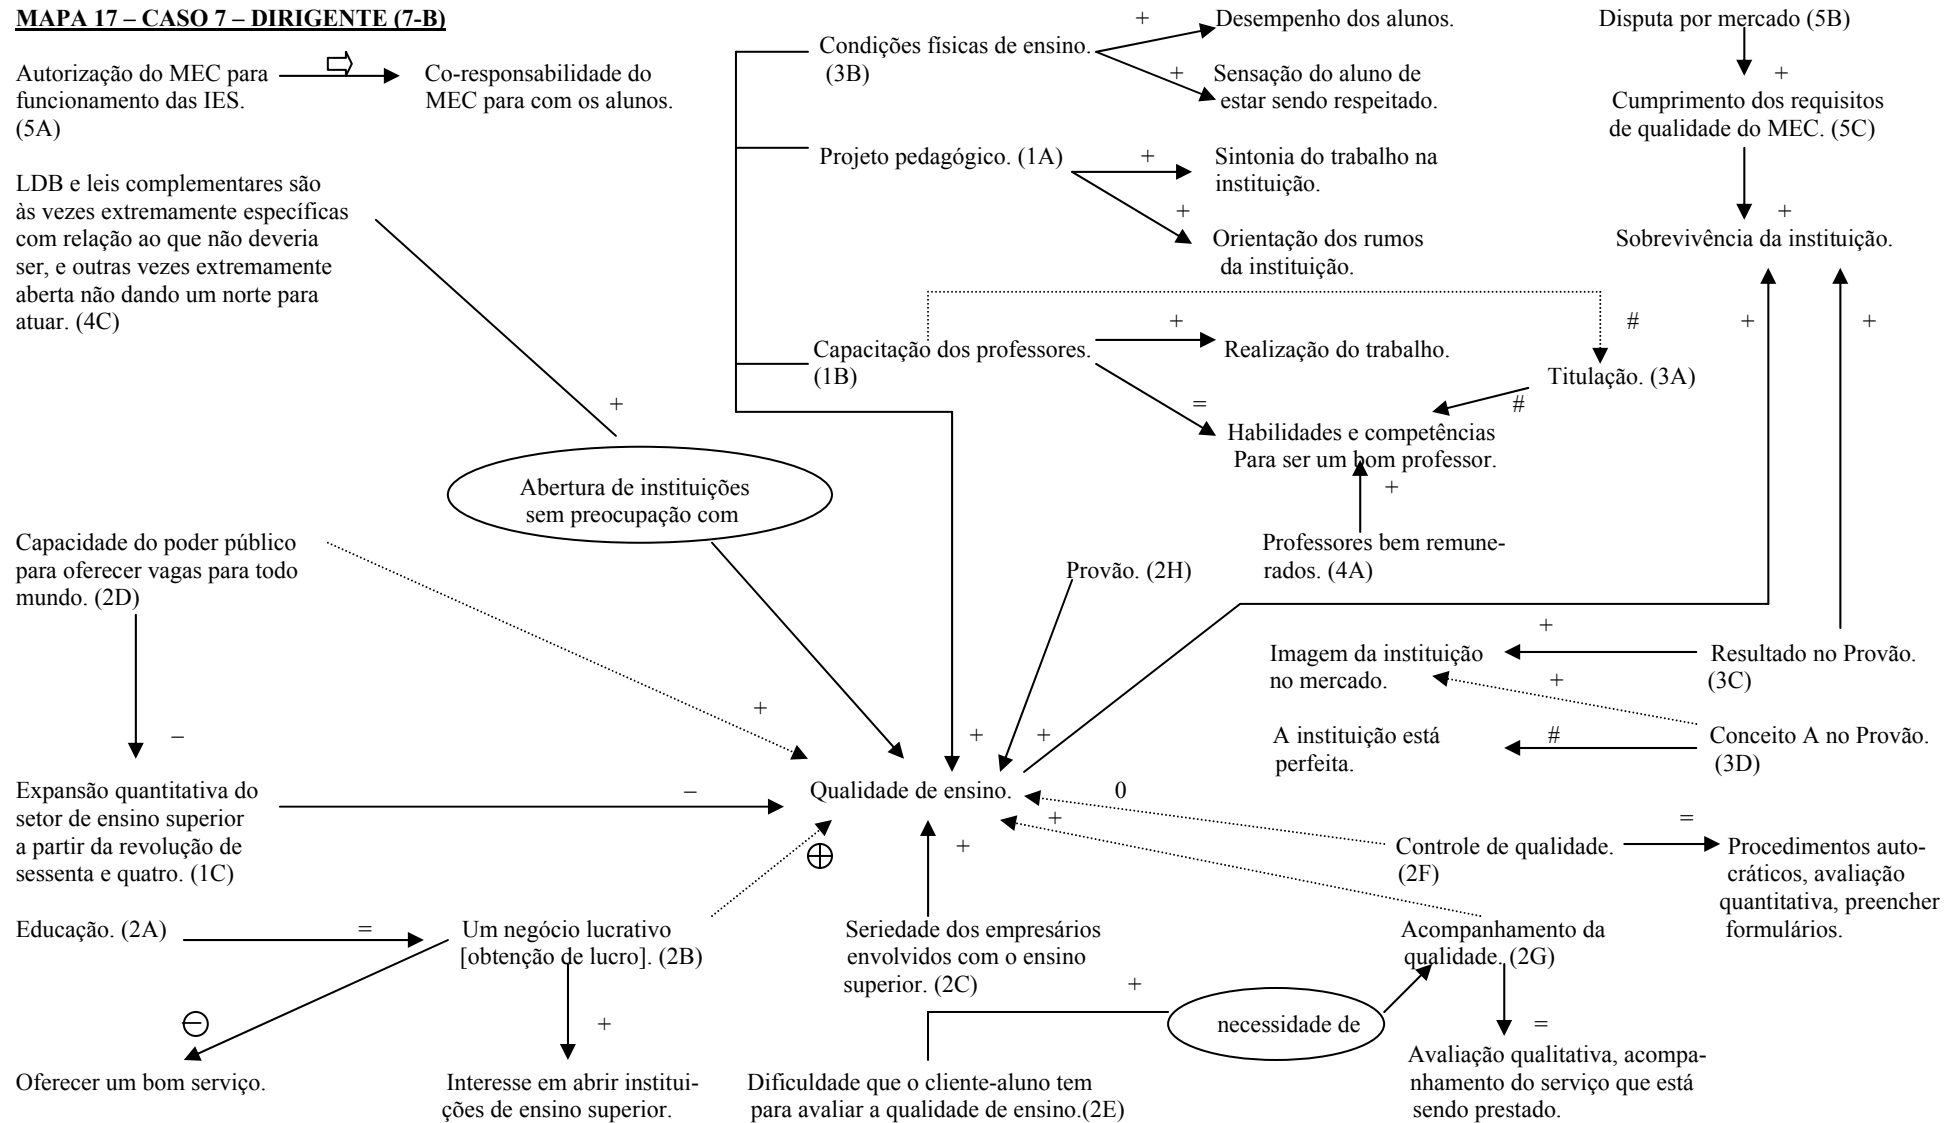 MAPA 17 – CASO 7 – DIRIGENTE (7-B)
Autorização do MEC para
funcionamento das IES.
(5A)
Co-responsabilidade do
MEC para com os alunos.
LDB e leis complementares são
às vezes extremamente específicas
com relação ao que não deveria
ser, e outras vezes extremamente
aberta não dando um norte para
atuar. (4C)
+
Condições físicas de ensino.
(3B)
+
Desempenho dos alunos.
+
Sensação do aluno de
estar sendo respeitado.
Projeto pedagógico. (1A)
+
Sintonia do trabalho na
instituição.
+
Orientação dos rumos
da instituição.
Capacitação dos professores.
(1B)
+
Realização do trabalho.
=
#
Titulação. (3A)
#
Habilidades e competências
Para ser um bom professor.
+
Professores bem remune-
rados. (4A)
Disputa por mercado (5B)
+
Cumprimento dos requisitos
de qualidade do MEC. (5C)
+
Sobrevivência da instituição.
+
+
Abertura de instituições
sem preocupação com
Capacidade do poder público
para oferecer vagas para todo
mundo. (2D)
+
–
Provão. (2H)
+
+
Imagem da instituição
no mercado.
+
Resultado no Provão.
(3C)
+
A instituição está
perfeita.
#
Conceito A no Provão.
(3D)
Expansão quantitativa do
setor de ensino superior
a partir da revolução de
sessenta e quatro. (1C)
–
Qualidade de ensino.
0
+
Controle de qualidade.
(2F)
=
Procedimentos auto-
cráticos, avaliação
quantitativa, preencher
formulários.
⊕
+
Educação. (2A)
=
Um negócio lucrativo
[obtenção de lucro]. (2B)
Seriedade dos empresários
envolvidos com o ensino
superior. (2C)
Acompanhamento da
qualidade. (2G)
+
necessidade de
⊖
+
=
Oferecer um bom serviço.
Interesse em abrir institui-
ções de ensino superior.
Dificuldade que o cliente-aluno tem
para avaliar a qualidade de ensino.(2E)
Avaliação qualitativa, acompa-
nhamento do serviço que está
sendo prestado.